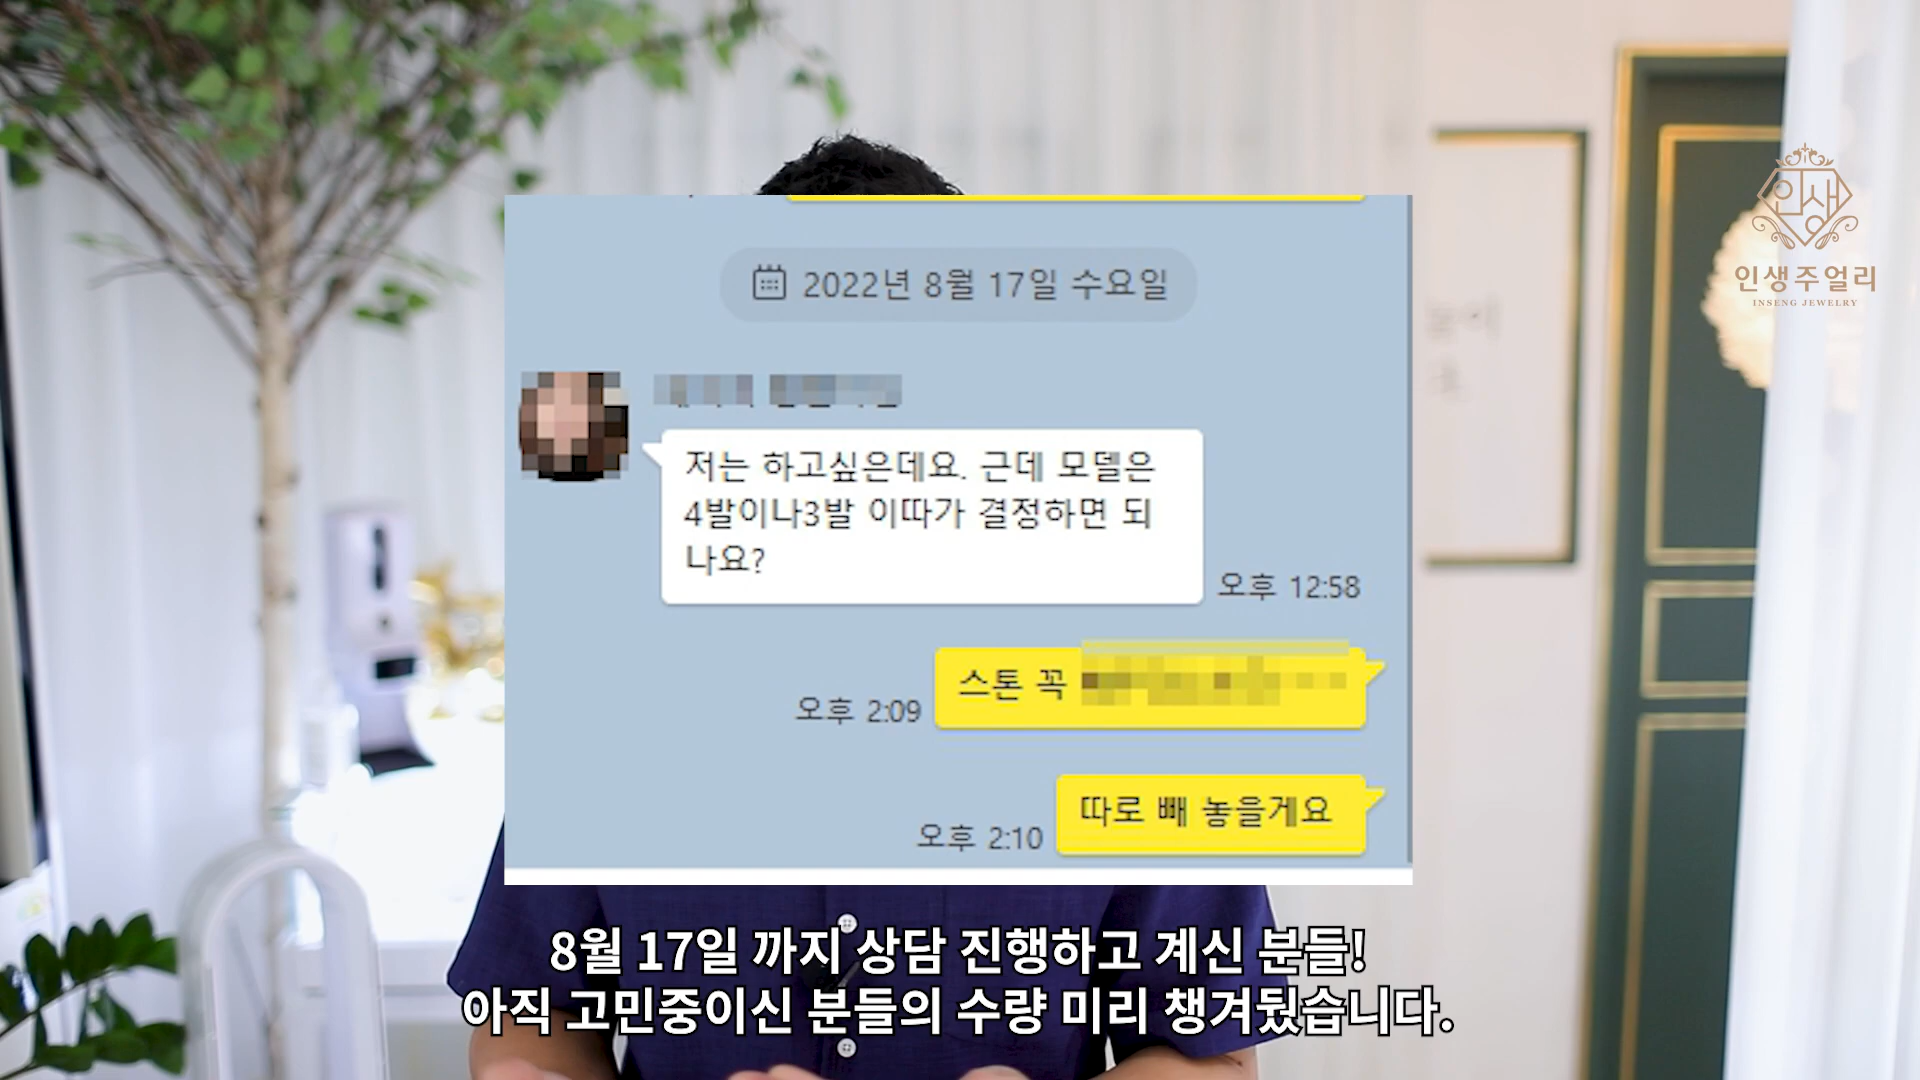 2022년 8월 17일 수요일
저는 하고싶은데요. 근데 모델은
4발이나3발 이따가 결정하면 되
나요?
오후 12:58
스톤 꼭
오후 2:09
따로 빼 놓을게요
오후 2:10
인생
인생주얼리
INSENG JEWELRY
8월 17일 까지 상담 진행하고 계신 분들!
아직 고민중이신 분들의 수량 미리 챙겨뒀습니다.